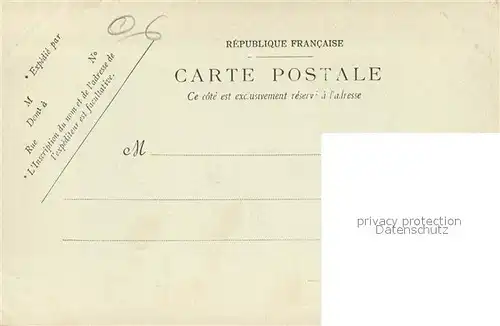 06
RÉPUBLIQUE FRANÇAISE
CARTE POSTALE
Ce côté est exclusivement réservé à l'adresse
* Expédié par
M
Dont à
Rue No
* L'Inscription du nom et de l'adresse de
l'expéditeur est facultative.
M
privacy protection
Datenschutz